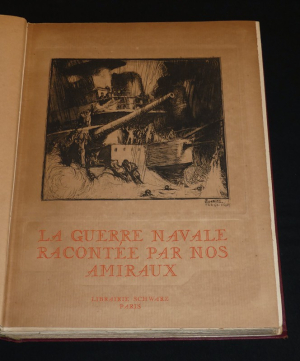 LA GUERRE NAVALE
RACONTÉE PAR NOS
AMIRAUX
LIBRAIRIE SCHWARZ
PARIS